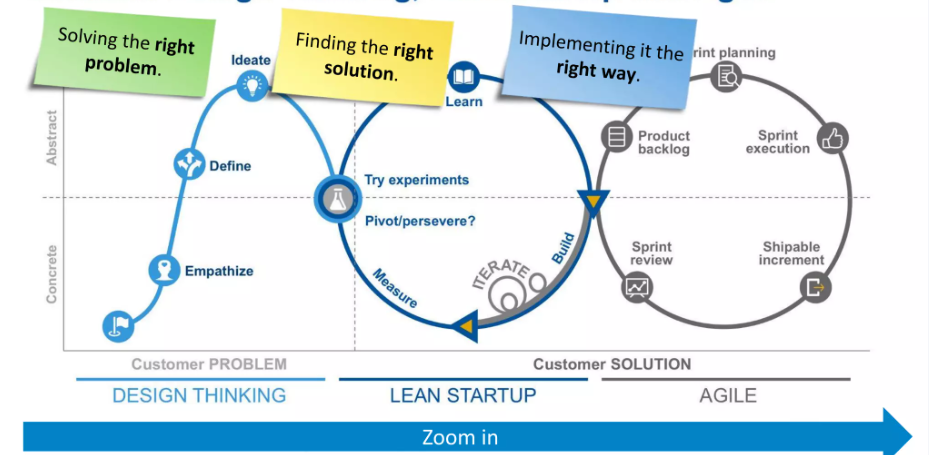 Solving the right
problem.
Finding the right
solution.
Implementing it the
right way.
Ideate
Learn
planning
Abstract
Define
Product
backlog
Sprint
execution
Try experiments
Pivot/persevere?
Concrete
Empathize
Measure
ITERATE
Build
Sprint
review
Shipable
increment
Customer PROBLEM
Customer SOLUTION
DESIGN THINKING
LEAN STARTUP
AGILE
Zoom in